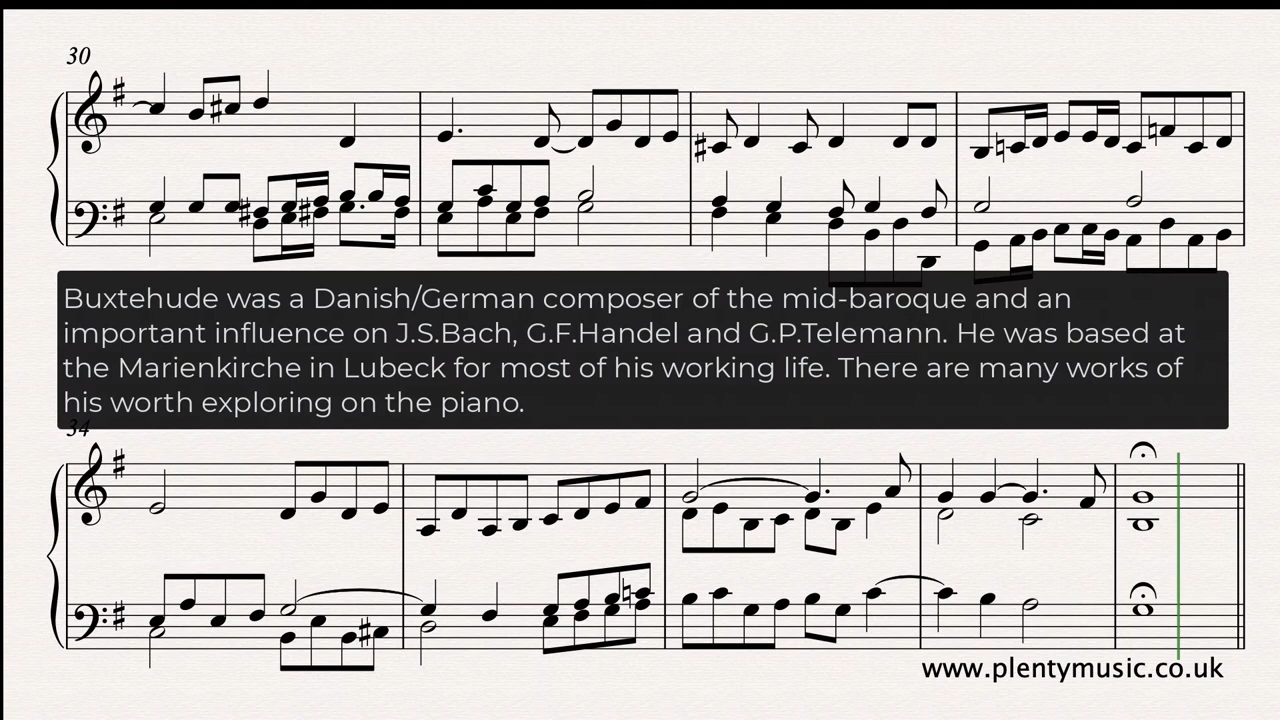 30
Buxtehude was a Danish/German composer of the mid-baroque and an
important influence on J.S.Bach, G.F.Handel and G.P.Telemann. He was based at
the Marienkirche in Lubeck for most of his working life. There are many works of
his worth exploring on the piano.
34
www.plentymusic.co.uk